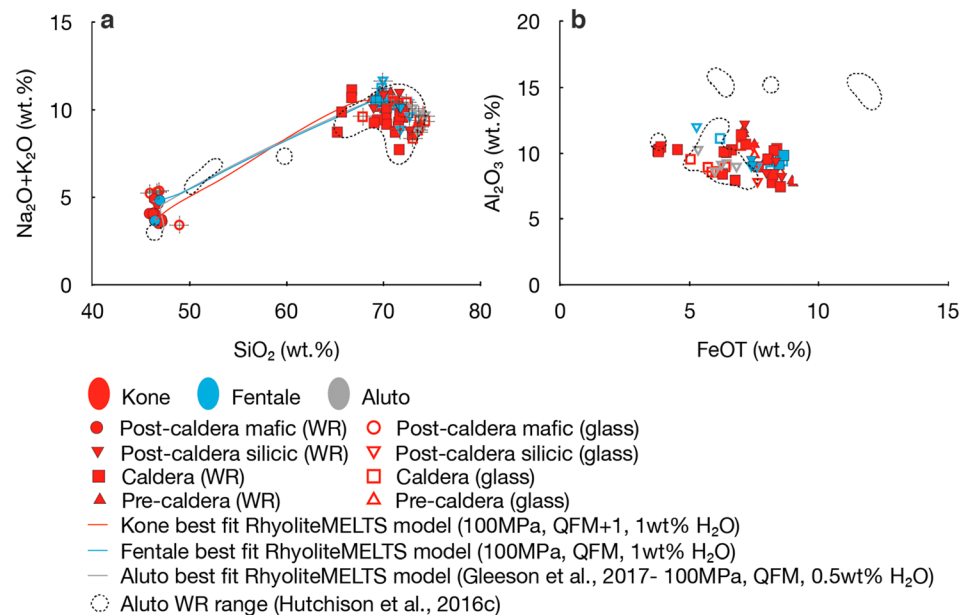 a
b
15
10
5
0
Na₂O+K₂O (wt.%)
40
50
60
70
80
SiO₂ (wt.%)
20
15
10
5
0
Al₂O₃ (wt.%)
0
5
10
15
FeOT (wt.%)
Kone Fentale Aluto
Post-caldera mafic (WR) Post-caldera mafic (glass)
Post-caldera silicic (WR) Post-caldera silicic (glass)
Caldera (WR) Caldera (glass)
Pre-caldera (WR) Pre-caldera (glass)
Kone best fit RhyoliteMELTS model (100MPa, QFM+1, 1wt% H₂O)
Fentale best fit RhyoliteMELTS model (100MPa, QFM, 1wt% H₂O)
Aluto best fit RhyoliteMELTS model (Gleeson et al., 2017- 100MPa, QFM, 0.5wt% H₂O)
Aluto WR range (Hutchison et al., 2016c)